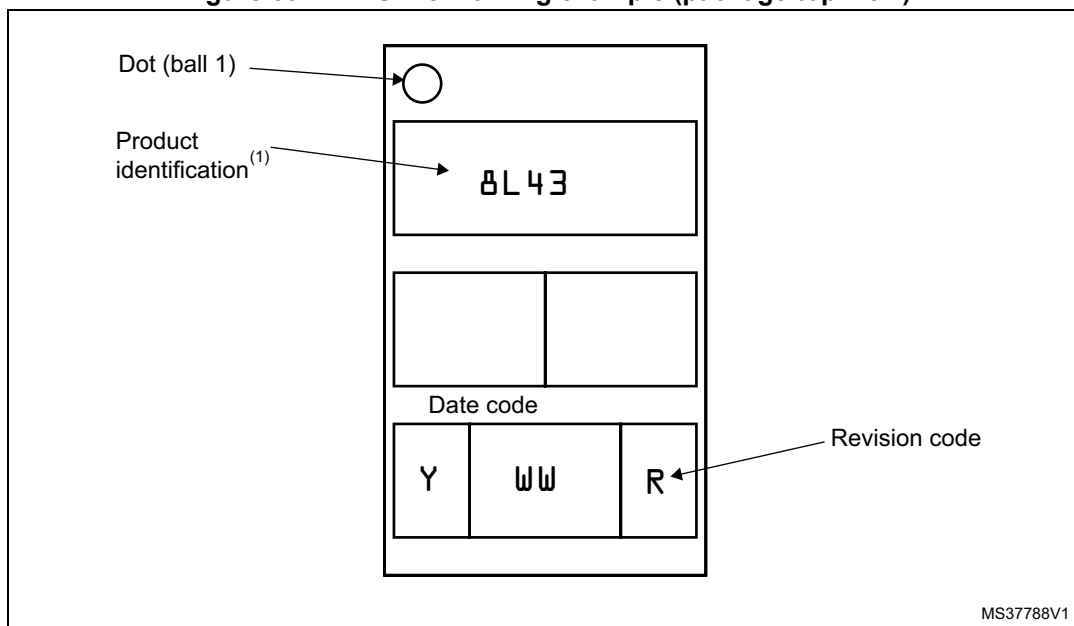 Dot (ball 1)
Product
identification(1)
8L43
Date code
Y WW R
Revision code
MS37788V1